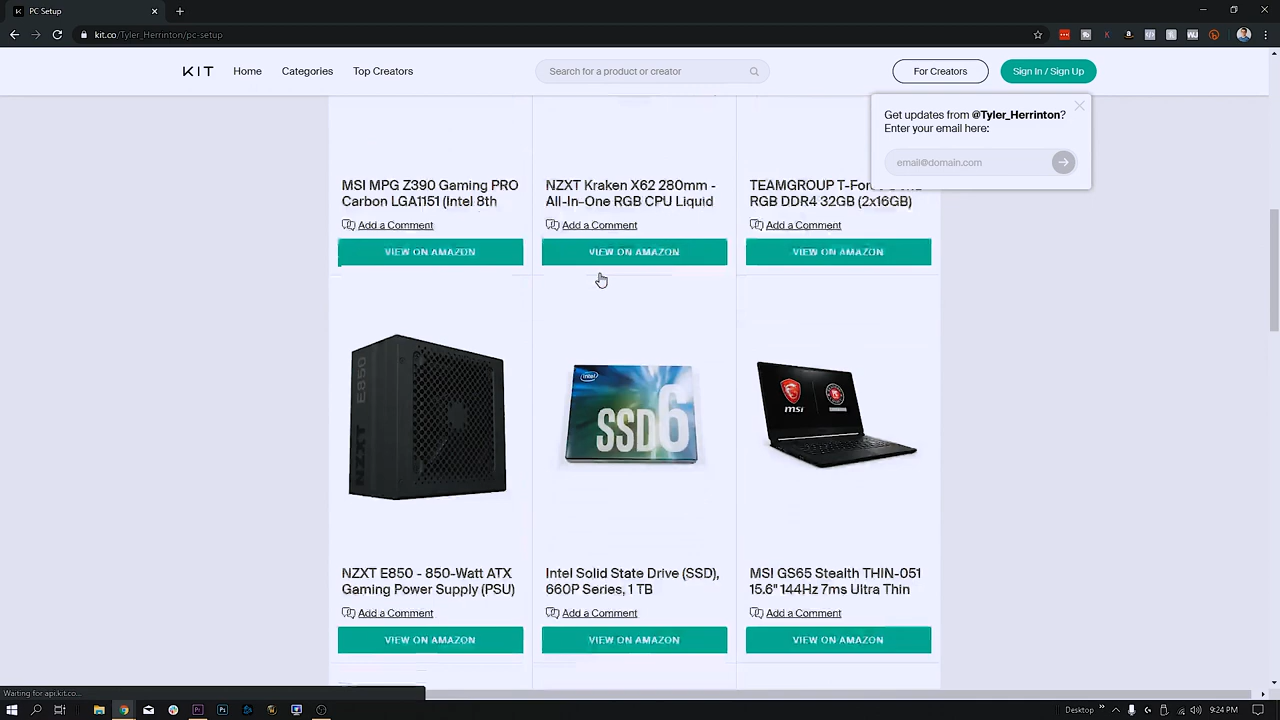 PC Setup
kit.co/Tyler_Herrinton/pc-setup
KIT
Home
Categories
Top Creators
Search for a product or creator
For Creators
Sign In / Sign Up
Get updates from @Tyler_Herrinton?
Enter your email here:
email@domain.com
MSI MPG Z390 Gaming PRO
Carbon LGA1151 (Intel 8th
Add a Comment
VIEW ON AMAZON
NZXT Kraken X62 280mm -
All-In-One RGB CPU Liquid
Add a Comment
VIEW ON AMAZON
TEAMGROUP T-For
RGB DDR4 32GB (2x16GB)
Add a Comment
VIEW ON AMAZON
E850
NZXT
NZXT E850 - 850-Watt ATX
Gaming Power Supply (PSU)
Add a Comment
VIEW ON AMAZON
intel
SSD6
Intel Solid State Drive (SSD),
660P Series, 1 TB
Add a Comment
VIEW ON AMAZON
msi
MSI GS65 Stealth THIN-051
15.6" 144Hz 7ms Ultra Thin
Add a Comment
VIEW ON AMAZON
Waiting for api.kit.co...
Desktop
9:24 PM